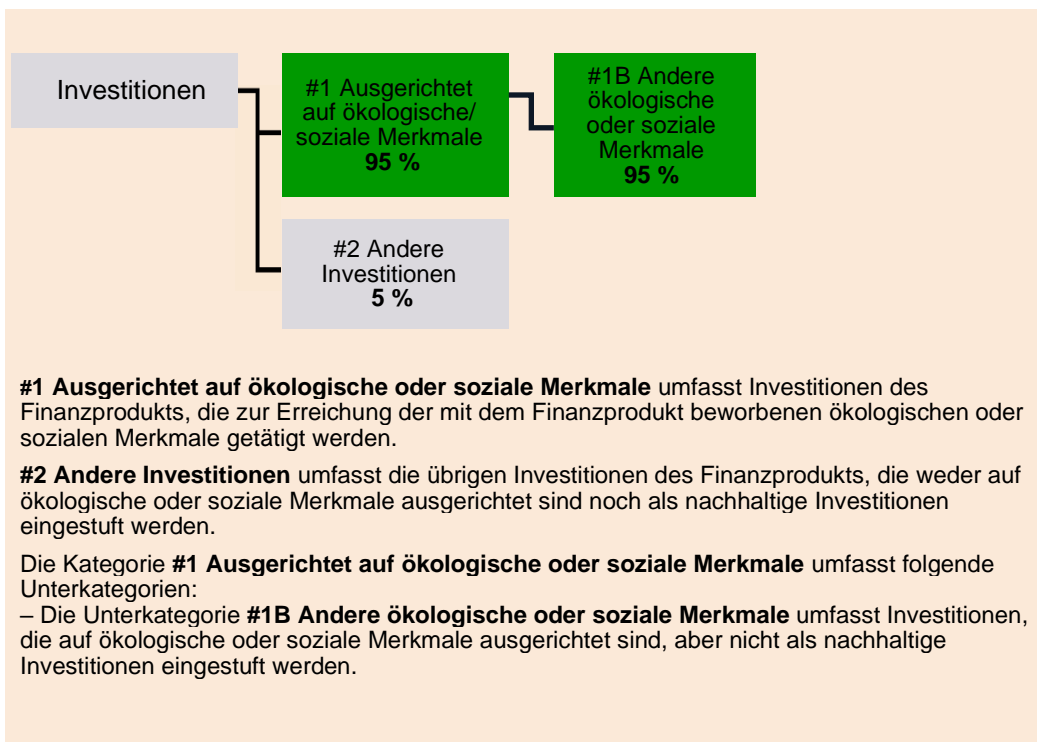 Investitionen
#1 Ausgerichtet
auf ökologische/
soziale Merkmale
95 %
#1B Andere
ökologische
oder soziale
Merkmale
95 %
#2 Andere
Investitionen
5 %
#1 Ausgerichtet auf ökologische oder soziale Merkmale umfasst Investitionen des
Finanzprodukts, die zur Erreichung der mit dem Finanzprodukt beworbenen ökologischen oder
sozialen Merkmale getätigt werden.
#2 Andere Investitionen umfasst die übrigen Investitionen des Finanzprodukts, die weder auf
ökologische oder soziale Merkmale ausgerichtet sind noch als nachhaltige Investitionen
eingestuft werden.
Die Kategorie #1 Ausgerichtet auf ökologische oder soziale Merkmale umfasst folgende
Unterkategorien:
– Die Unterkategorie #1B Andere ökologische oder soziale Merkmale umfasst Investitionen,
die auf ökologische oder soziale Merkmale ausgerichtet sind, aber nicht als nachhaltige
Investitionen eingestuft werden.